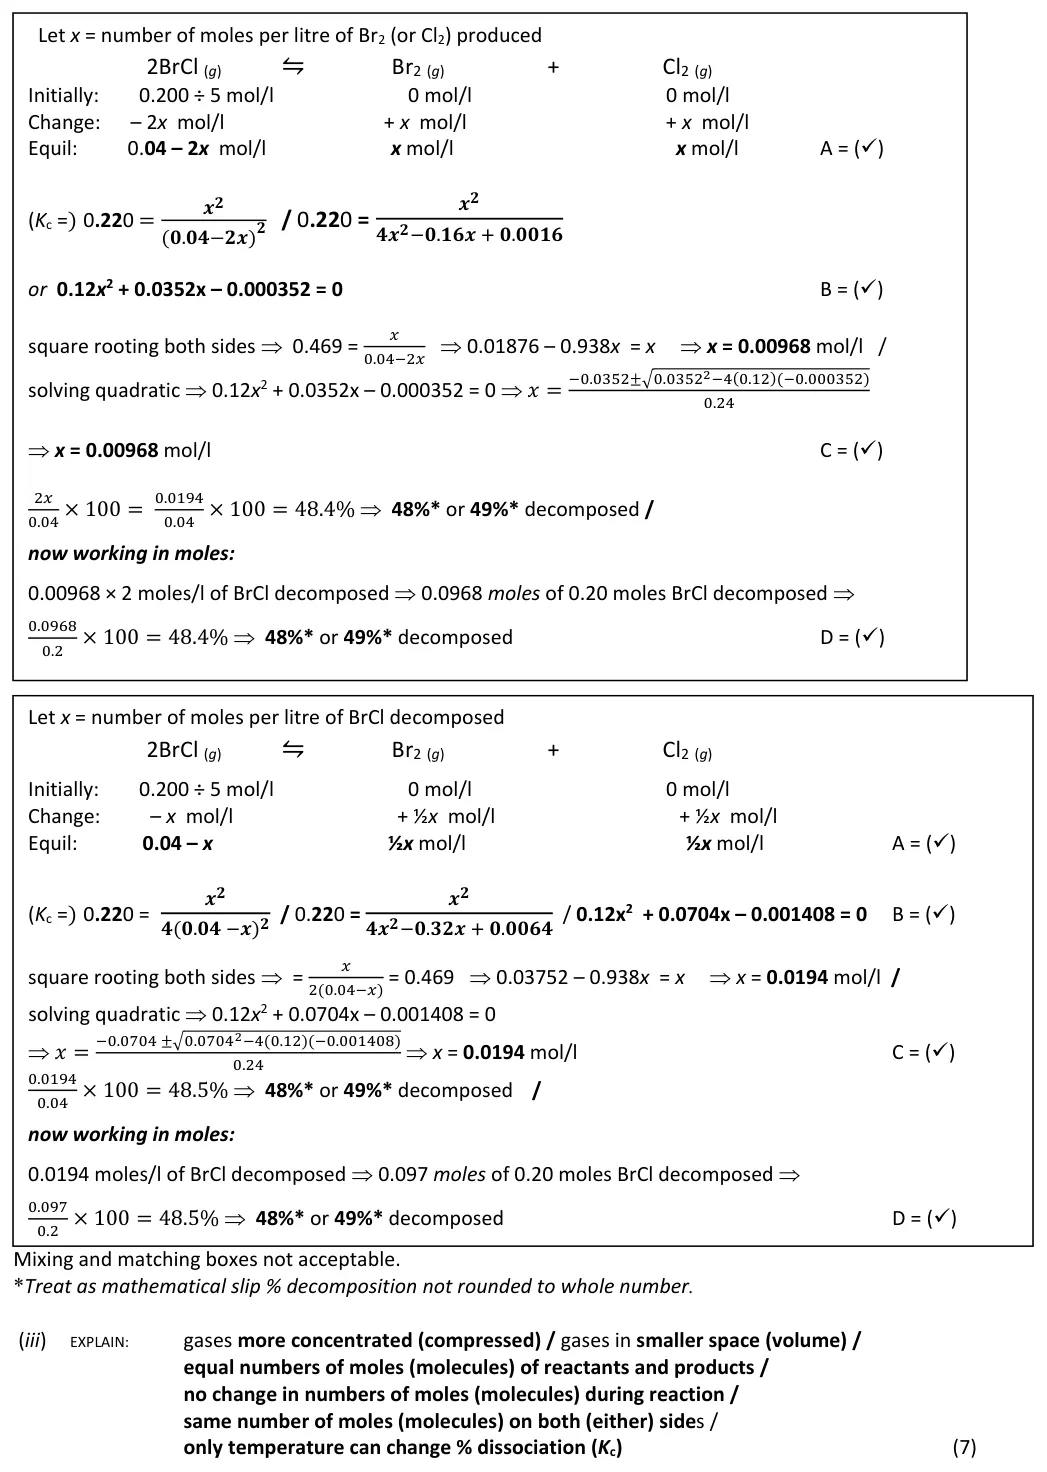 Let x = number of moles per litre of Br₂ (or Cl₂) produced
2BrCl (g) ⇋ Br₂ (g) + Cl₂ (g)
Initially: 0.200 ÷ 5 mol/l 0 mol/l 0 mol/l
Change: – 2x mol/l + x mol/l + x mol/l
Equil: 0.04 – 2x mol/l x mol/l x mol/l A = (✓)
(Kc =) 0.220 = x²/(0.04−2x)² / 0.220 = x²/(4x²−0.16x + 0.0016)
or 0.12x² + 0.0352x – 0.000352 = 0 B = (✓)
square rooting both sides ⇒ 0.469 = x/(0.04−2x) ⇒ 0.01876 – 0.938x = x ⇒ x = 0.00968 mol/l /
solving quadratic ⇒ 0.12x² + 0.0352x – 0.000352 = 0 ⇒ x = (−0.0352±√(0.0352²−4(0.12)(−0.000352)))/0.24
⇒ x = 0.00968 mol/l C = (✓)
2x/0.04 × 100 = 0.0194/0.04 × 100 = 48.4% ⇒ 48%* or 49%* decomposed /
now working in moles:
0.00968 × 2 moles/l of BrCl decomposed ⇒ 0.0968 moles of 0.20 moles BrCl decomposed ⇒
0.0968/0.2 × 100 = 48.4% ⇒ 48%* or 49%* decomposed D = (✓)
Let x = number of moles per litre of BrCl decomposed
2BrCl (g) ⇋ Br₂ (g) + Cl₂ (g)
Initially: 0.200 ÷ 5 mol/l 0 mol/l 0 mol/l
Change: – x mol/l + ½x mol/l + ½x mol/l
Equil: 0.04 – x ½x mol/l ½x mol/l A = (✓)
(Kc =) 0.220 = x²/4(0.04 −x)² / 0.220 = x²/(4x²−0.32x + 0.0064) / 0.12x² + 0.0704x – 0.001408 = 0 B = (✓)
square rooting both sides ⇒ = x/2(0.04−x) = 0.469 ⇒ 0.03752 – 0.938x = x ⇒ x = 0.0194 mol/l /
solving quadratic ⇒ 0.12x² + 0.0704x – 0.001408 = 0
⇒ x = (−0.0704 ±√(0.0704²−4(0.12)(−0.001408)))/0.24 ⇒ x = 0.0194 mol/l C = (✓)
0.0194/0.04 × 100 = 48.5% ⇒ 48%* or 49%* decomposed /
now working in moles:
0.0194 moles/l of BrCl decomposed ⇒ 0.097 moles of 0.20 moles BrCl decomposed ⇒
0.097/0.2 × 100 = 48.5% ⇒ 48%* or 49%* decomposed D = (✓)
Mixing and matching boxes not acceptable.
*Treat as mathematical slip % decomposition not rounded to whole number.
(iii) EXPLAIN: gases more concentrated (compressed) / gases in smaller space (volume) /
equal numbers of moles (molecules) of reactants and products /
no change in numbers of moles (molecules) during reaction /
same number of moles (molecules) on both (either) sides /
only temperature can change % dissociation (Kc) (7)